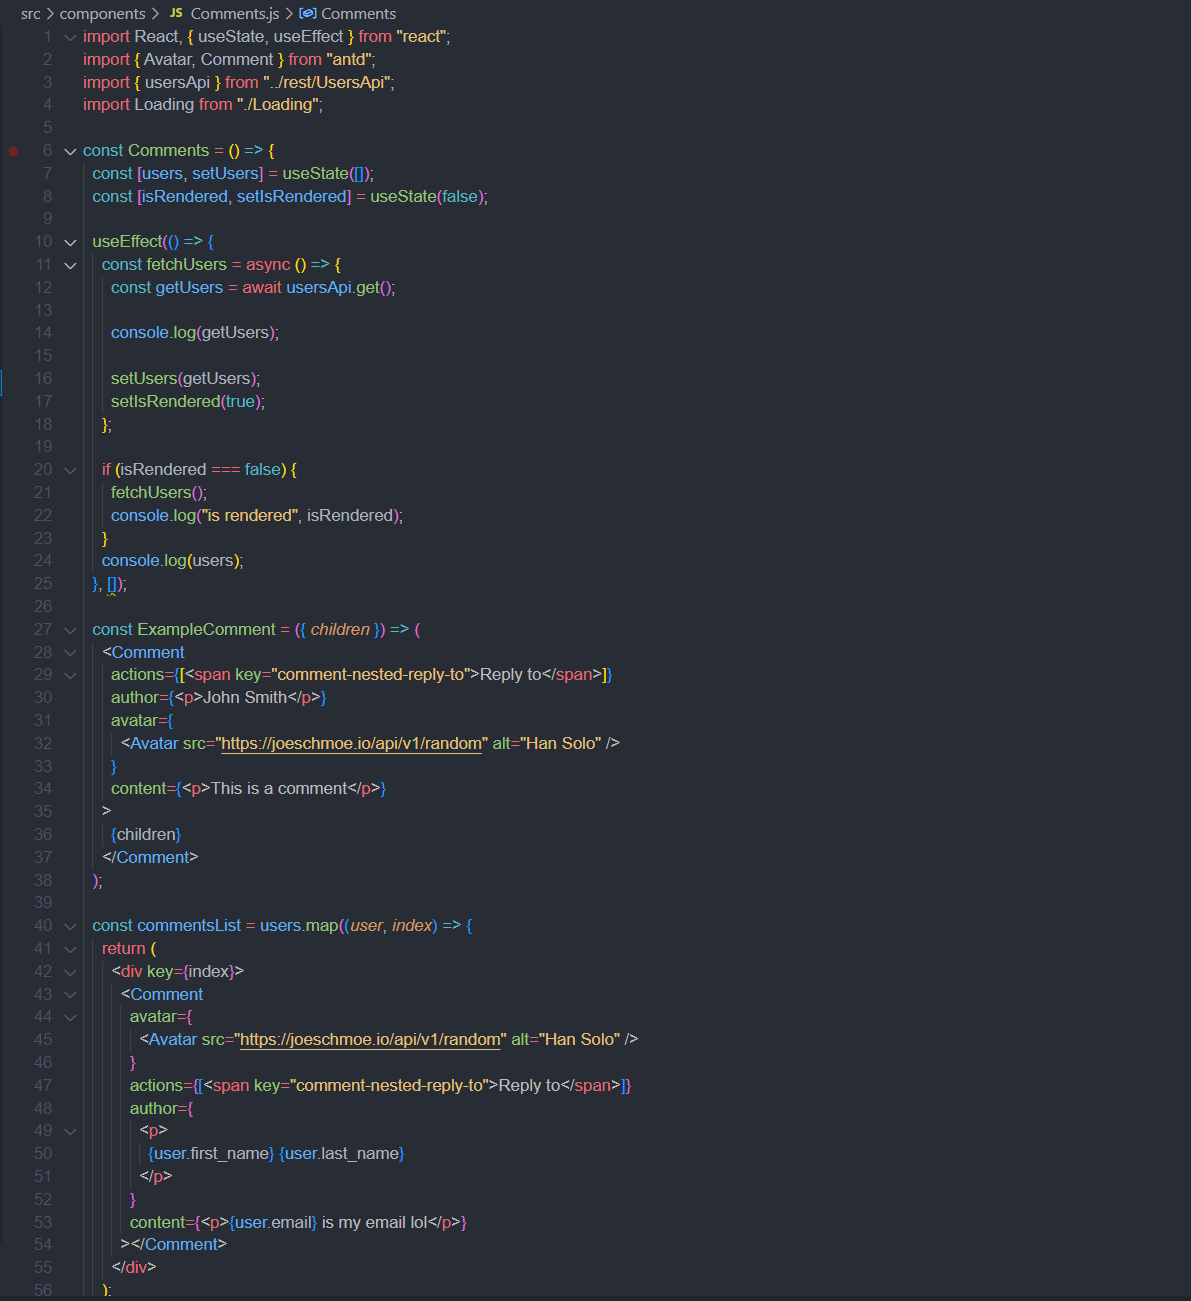 src > components > JS Comments.js > Comments
1 import React, { useState, useEffect } from "react";
2 import { Avatar, Comment } from "antd";
3 import { usersApi } from "../rest/UsersApi";
4 import Loading from "./Loading";
5
6 const Comments = () => {
7 const [users, setUsers] = useState([]);
8 const [isRendered, setIsRendered] = useState(false);
9
10 useEffect(() => {
11 const fetchUsers = async () => {
12 const getUsers = await usersApi.get();
13
14 console.log(getUsers);
15
16 setUsers(getUsers);
17 setIsRendered(true);
18 };
19
20 if (isRendered === false) {
21 fetchUsers();
22 console.log("is rendered", isRendered);
23 }
24 console.log(users);
25 }, []);
26
27 const ExampleComment = ({ children }) => (
28 <Comment
29 actions={[<span key="comment-nested-reply-to">Reply to</span>]}
30 author={<p>John Smith</p>}
31 avatar={
32 <Avatar src="https://joeschmoe.io/api/v1/random" alt="Han Solo" />
33 }
34 content={<p>This is a comment</p>}
35 >
36 {children}
37 </Comment>
38 );
39
40 const commentsList = users.map((user, index) => {
41 return (
42 <div key={index}>
43 <Comment
44 avatar={
45 <Avatar src="https://joeschmoe.io/api/v1/random" alt="Han Solo" />
46 }
47 actions={[<span key="comment-nested-reply-to">Reply to</span>]}
48 author={
49 <p>
50 {user.first_name} {user.last_name}
51 </p>
52 }
53 content={<p>{user.email} is my email lol</p>}
54 ></Comment>
55 </div>
56 );